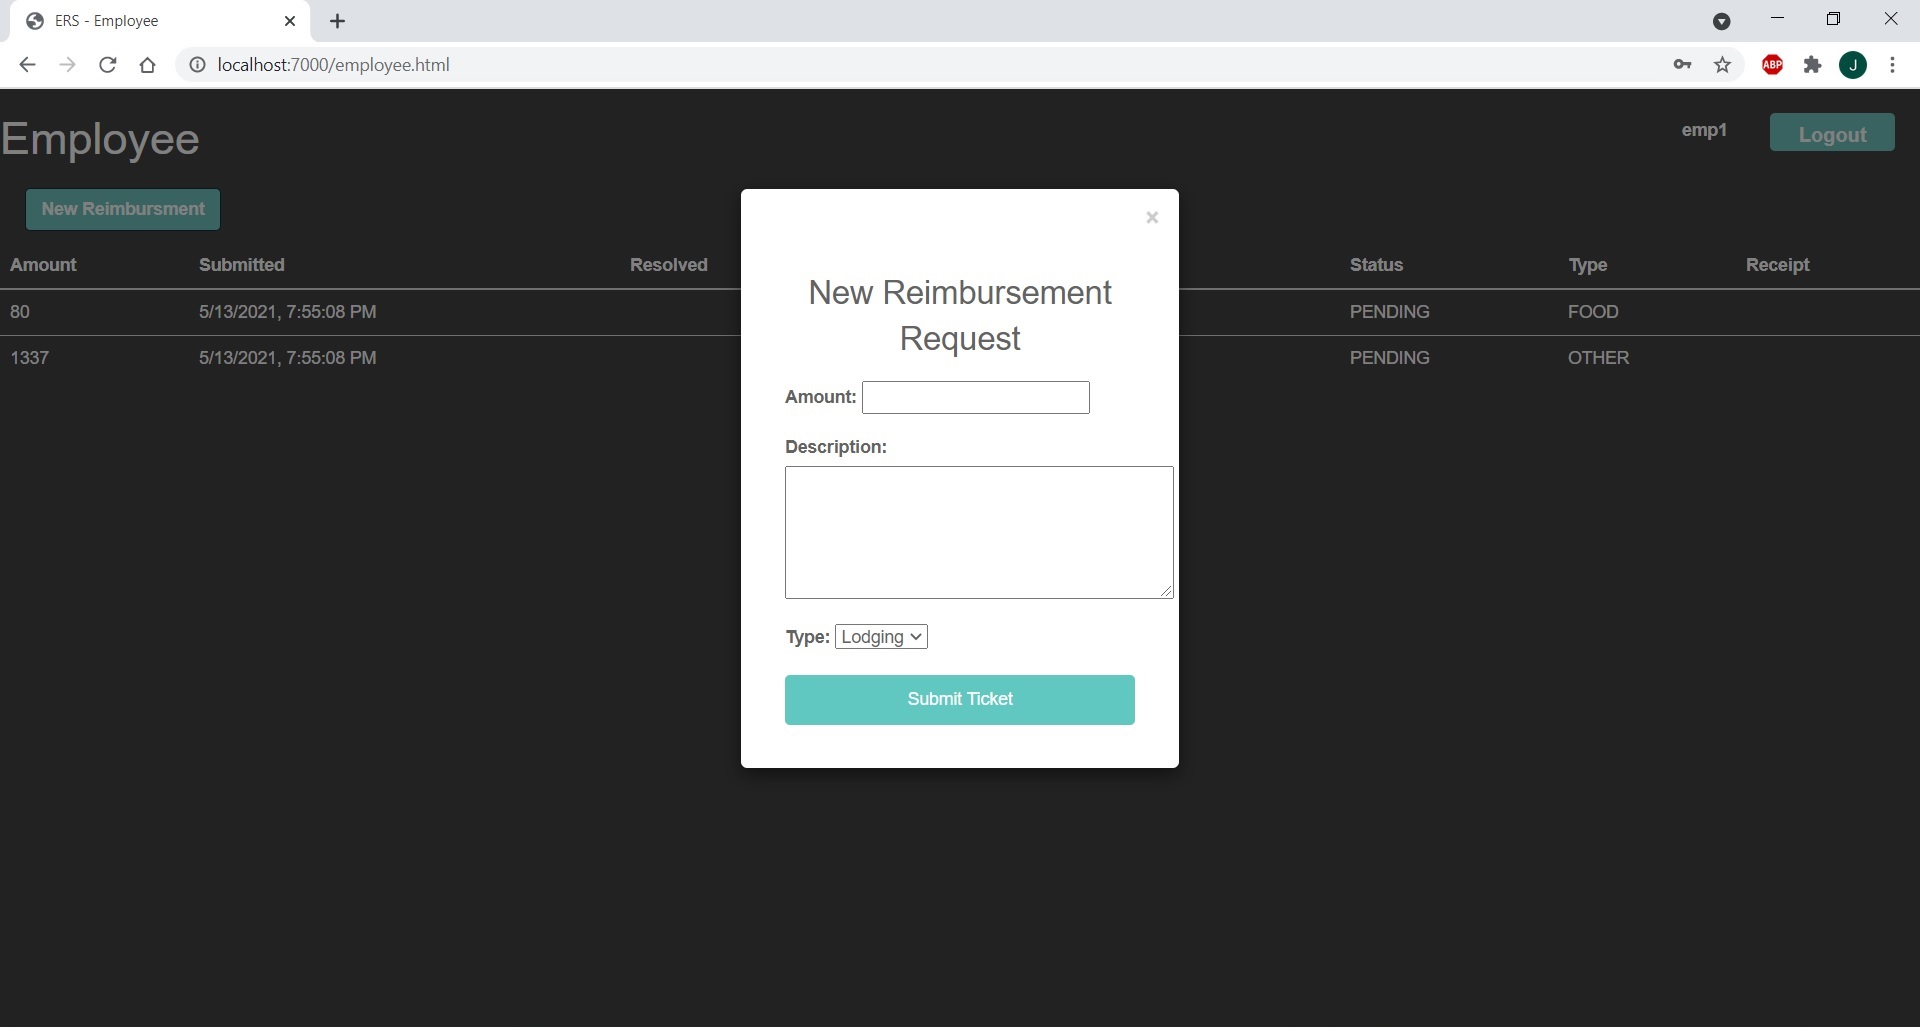 ERS - Employee
localhost:7000/employee.html
ABP
J
Employee
emp1
Logout
New Reimbursment
Amount Submitted Resolved Status Type Receipt
80 5/13/2021, 7:55:08 PM PENDING FOOD
1337 5/13/2021, 7:55:08 PM PENDING OTHER
×
New Reimbursement
Request
Amount:
Description:
Type: Lodging
Submit Ticket